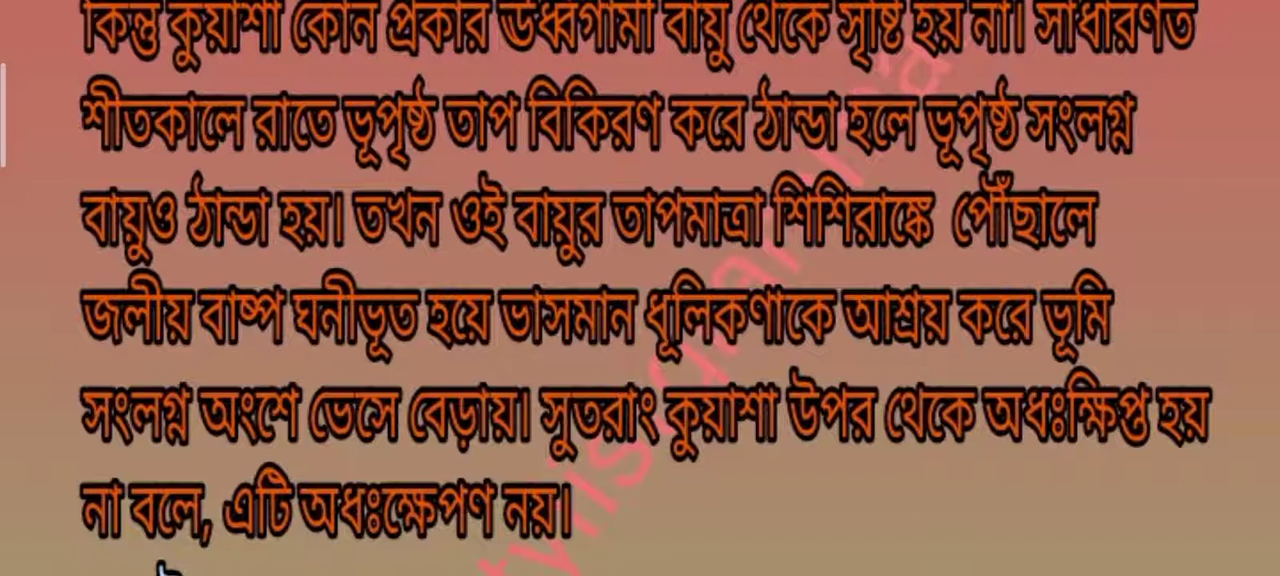 কিন্তু কুয়াশা কোন প্রকার ঊর্ধ্বগামী বায়ু থেকে সৃষ্টি হয় না। সাধারণত
শীতকালে রাতে ভূপৃষ্ঠ তাপ বিকিরণ করে ঠান্ডা হলে ভূপৃষ্ঠ সংলগ্ন
বায়ুও ঠান্ডা হয়। তখন ওই বায়ুর তাপমাত্রা শিশিরাঙ্কে পৌঁছালে
জলীয় বাষ্প ঘনীভূত হয়ে ভাসমান ধূলিকণাকে আশ্রয় করে ভূমি
সংলগ্ন অংশে ভেসে বেড়ায়। সুতরাং কুয়াশা উপর থেকে অধঃক্ষিপ্ত হয়
না বলে, এটি অধঃক্ষেপণ নয়।